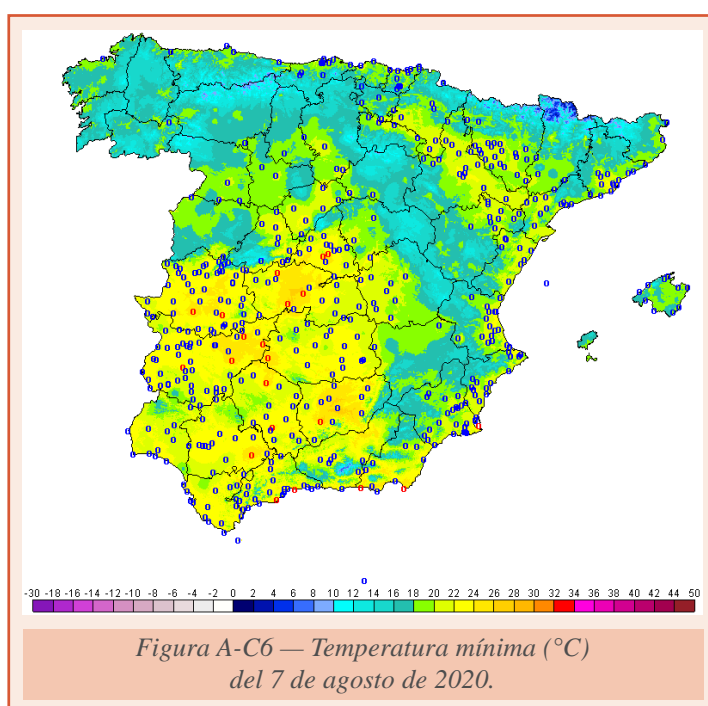 -30 -18 -16 -14 -12 -10 -8 -6 -4 -2 0 2 4 6 8 10 12 14 16 18 20 22 24 26 28 30 32 34 36 38 40 42 44 45 50
Figura A-C6 — Temperatura mínima (°C)
del 7 de agosto de 2020.